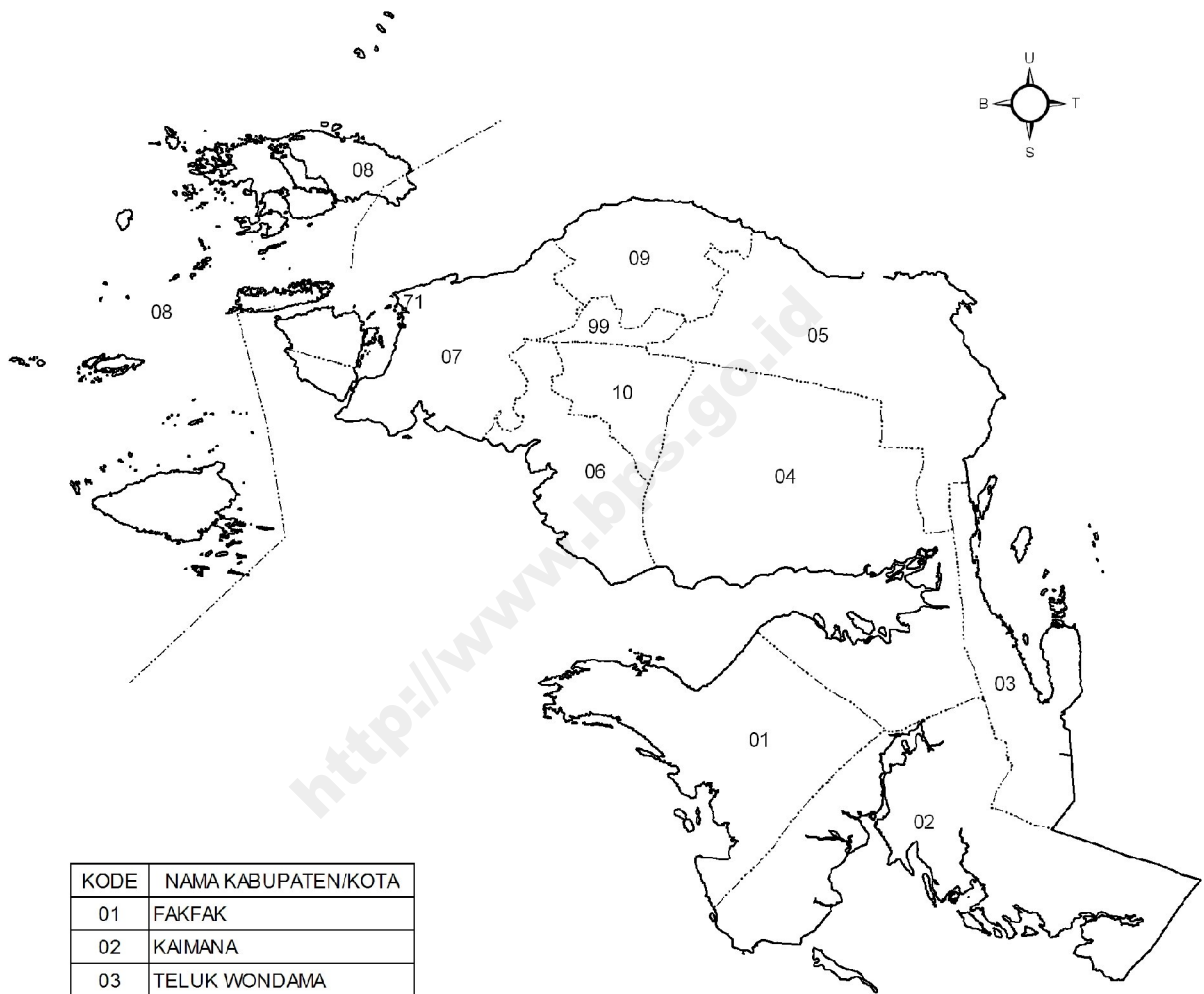 U
B T
S
08
09
08
71
99
05
07
10
06
04
03
01
02
http://www.bps.go.id
KODE NAMA KABUPATEN/KOTA
01 FAKFAK
02 KAIMANA
03 TELUK WONDAMA